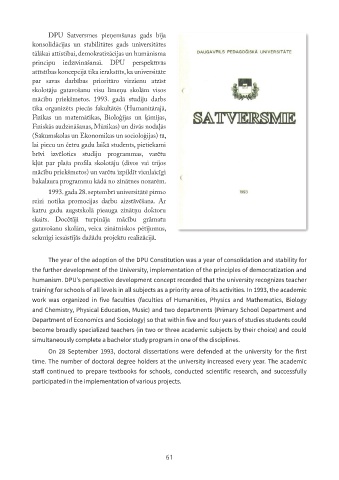 DPU Satversmes pieņemšanas gads bija
konsolidācijas un stabilitātes gads universitātes
tālākai attīstībai, demokratizācijas un humānisma
principu iedzīvināšanai. DPU perspektīvās
attīstības koncepcijā tika ierakstīts, ka universitāte
par savas darbības prioritāro virzienu atzīst
skolotāju gatavošanu visu līmeņu skolām visos
mācību priekšmetos. 1993. gadā studiju darbs
tika organizēts piecās fakultātēs (Humanitārajā,
Fizikas un matemātikas, Bioloģijas un ķīmijas,
Fiziskās audzināšanas, Mūzikas) un divās nodaļās
(Sākumskolas un Ekonomikas un socioloģijas) tā,
lai piecu un četru gadu laikā students, pietiekami
brīvi izvēloties studiju programmas, varētu
kļūt par plaša profila skolotāju (divos vai trijos
mācību priekšmetos) un varētu izpildīt vienlaicīgi
bakalaura programmu kādā no zinātnes nozarēm.
1993. gada 28. septembrī universitātē pirmo
reizi notika promocijas darbu aizstāvēšana. Ar
katru gadu augstskolā pieauga zinātņu doktoru
skaits. Docētāji turpināja mācību grāmatu
gatavošanu skolām, veica zinātniskos pētījumus,
sekmīgi iesaistījās dažādu projektu realizācijā.
DAUGAVPILS PEDAGOĢISKĀ UNIVERSITĀTE
SATVERSME
1993
The year of the adoption of the DPU Constitution was a year of consolidation and stability for
the further development of the University, implementation of the principles of democratization and
humanism. DPU's perspective development concept recorded that the university recognizes teacher
training for schools of all levels in all subjects as a priority area of its activities. In 1993, the academic
work was organized in five faculties (faculties of Humanities, Physics and Mathematics, Biology
and Chemistry, Physical Education, Music) and two departments (Primary School Department and
Department of Economics and Sociology) so that within five and four years of studies students could
become broadly specialized teachers (in two or three academic subjects by their choice) and could
simultaneously complete a bachelor study program in one of the disciplines.
On 28 September 1993, doctoral dissertations were defended at the university for the first
time. The number of doctoral degree holders at the university increased every year. The academic
staff continued to prepare textbooks for schools, conducted scientific research, and successfully
participated in the implementation of various projects.
61